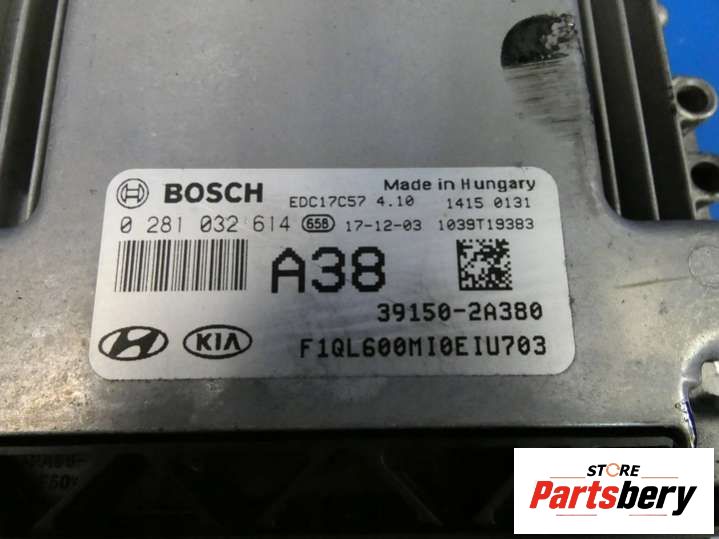 BOSCH EDC17C57 4.10 Made in Hungary 1415 0131
0 281 032 614 658 17-12-03 1039T19383
A38
39150-2A380
KIA F1QL600MI0EIU703
STORE
Partsbery